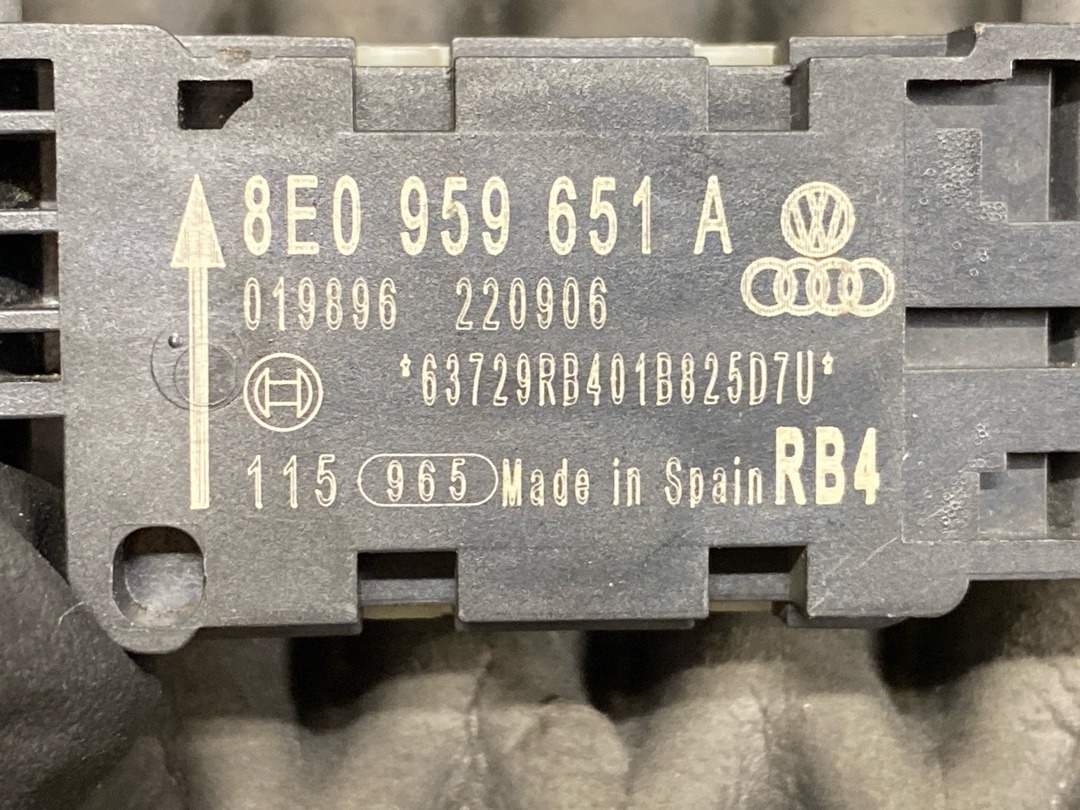 8E0 959 651 A
019896 220906
*63729RB401B825D7U*
115 965 Made in Spain RB4